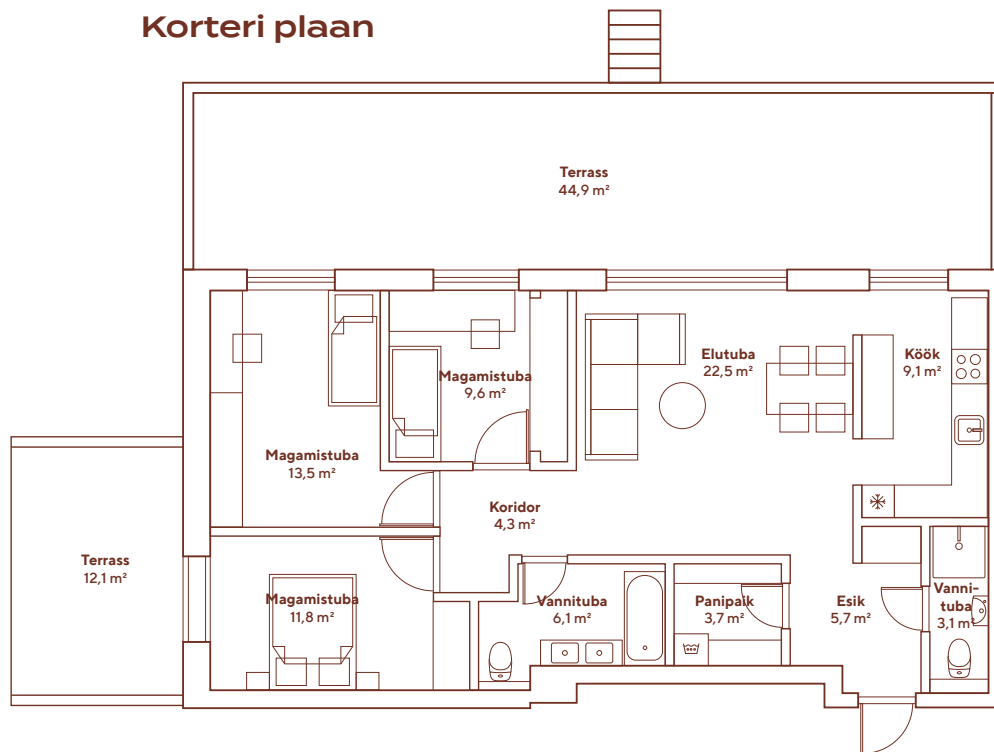 Korteri plaan
Terrass
44,9 m²
Magamistuba
9,6 m²
Elutuba
22,5 m²
Köök
9,1 m²
Magamistuba
13,5 m²
Koridor
4,3 m²
Terrass
12,1 m²
Magamistuba
11,8 m²
Vannituba
6,1 m²
Panipaik
3,7 m²
Esik
5,7 m²
Vanni-
tuba
3,1 m²